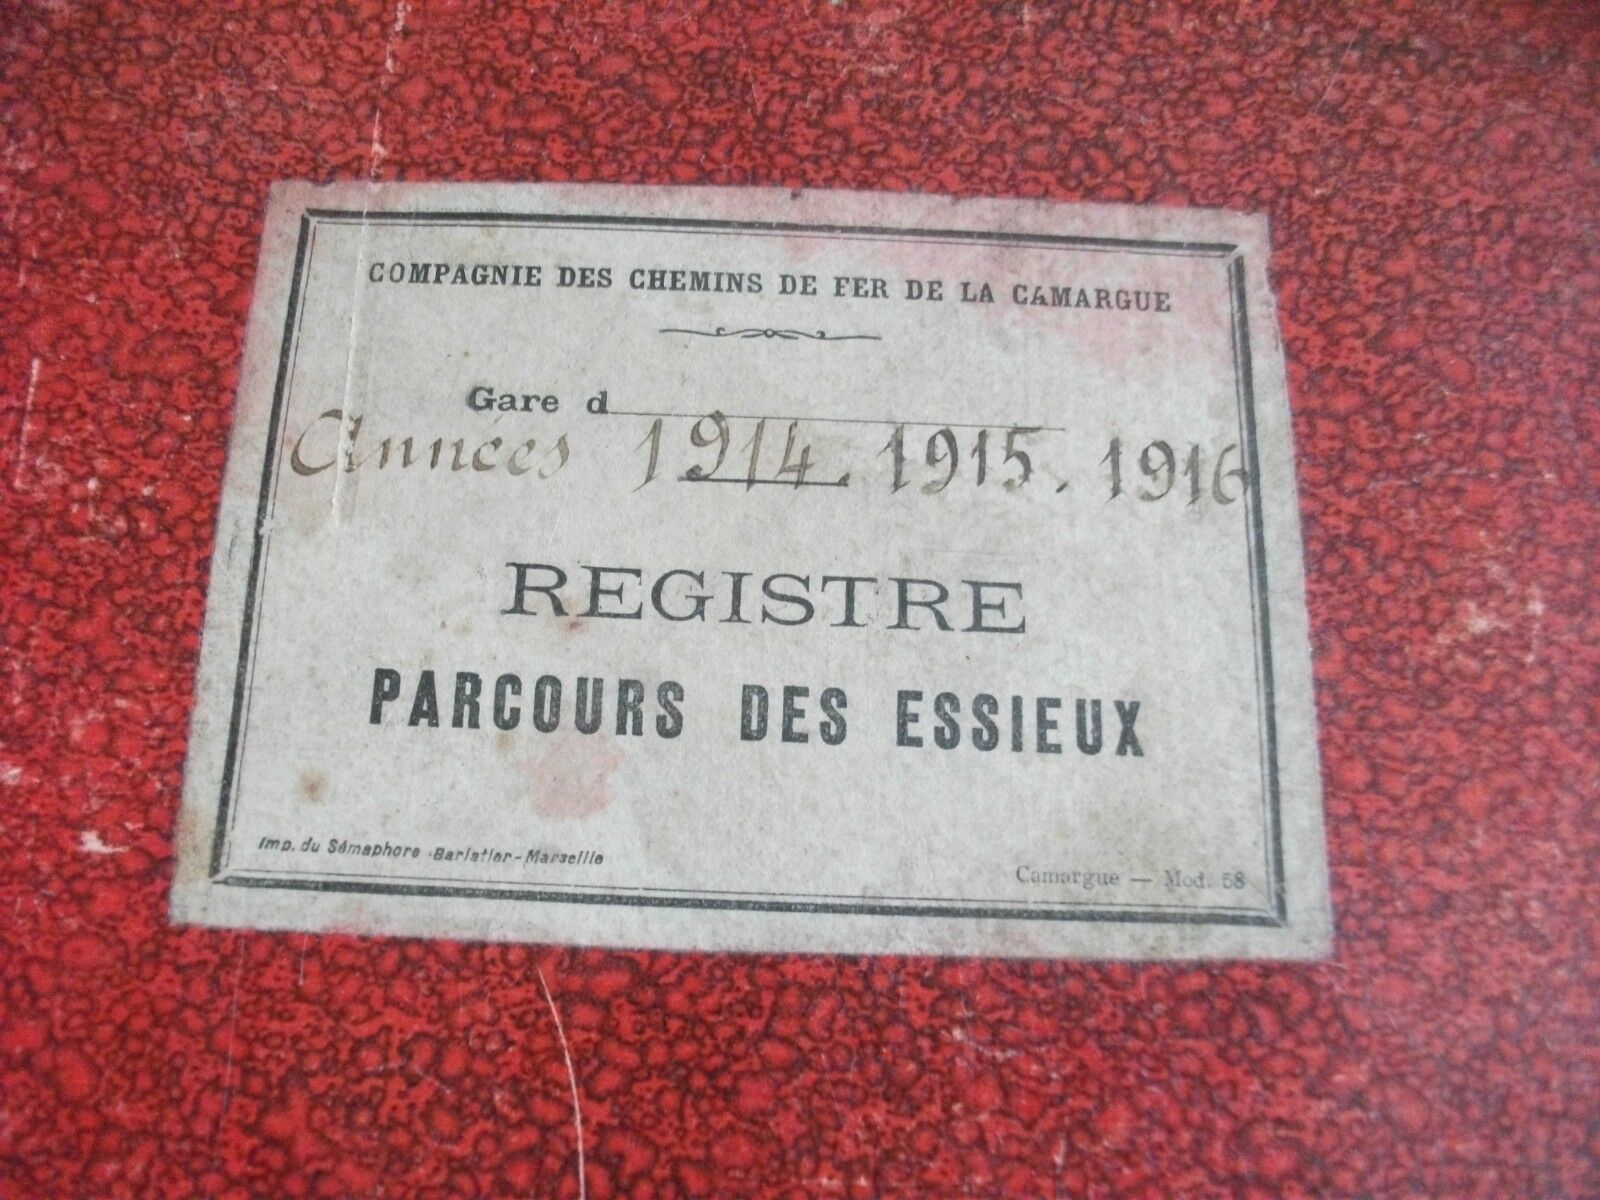 COMPAGNIE DES CHEMINS DE FER DE LA CAMARGUE
Gare d
Années 1914. 1915. 1916
REGISTRE
PARCOURS DES ESSIEUX
Imp. du Sémaphore Barlatier-Marseille
Camargue — Mod. 58